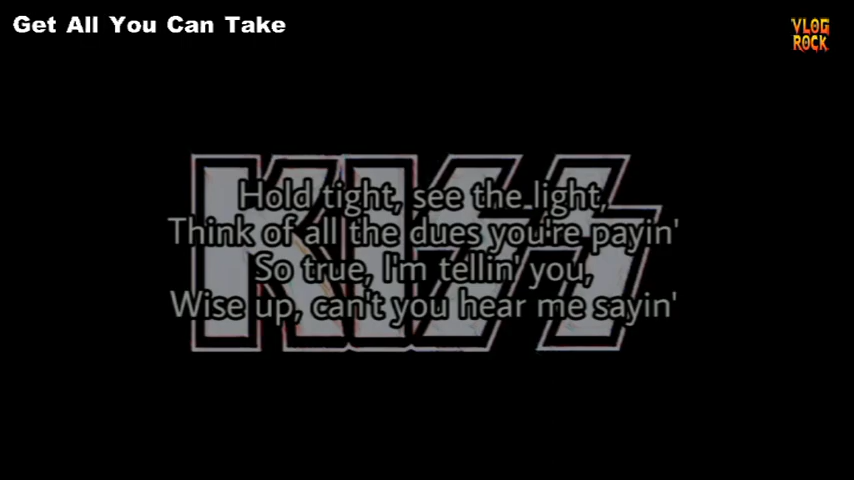 Get All You Can Take
VLOG
ROCK
KISS
Hold tight, see the light,
Think of all the dues you're payin'
So true, I'm tellin' you,
Wise up, can't you hear me sayin'